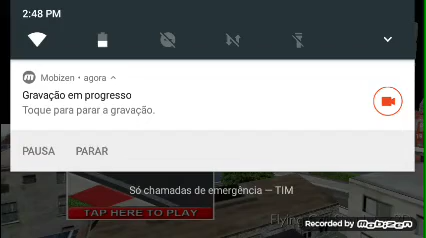 2:48 PM
Mobizen • agora
Gravação em progresso
Toque para parar a gravação.
PAUSA PARAR
Só chamadas de emergência — TIM
TAP HERE TO PLAY
Flying
Recorded by Mobizen